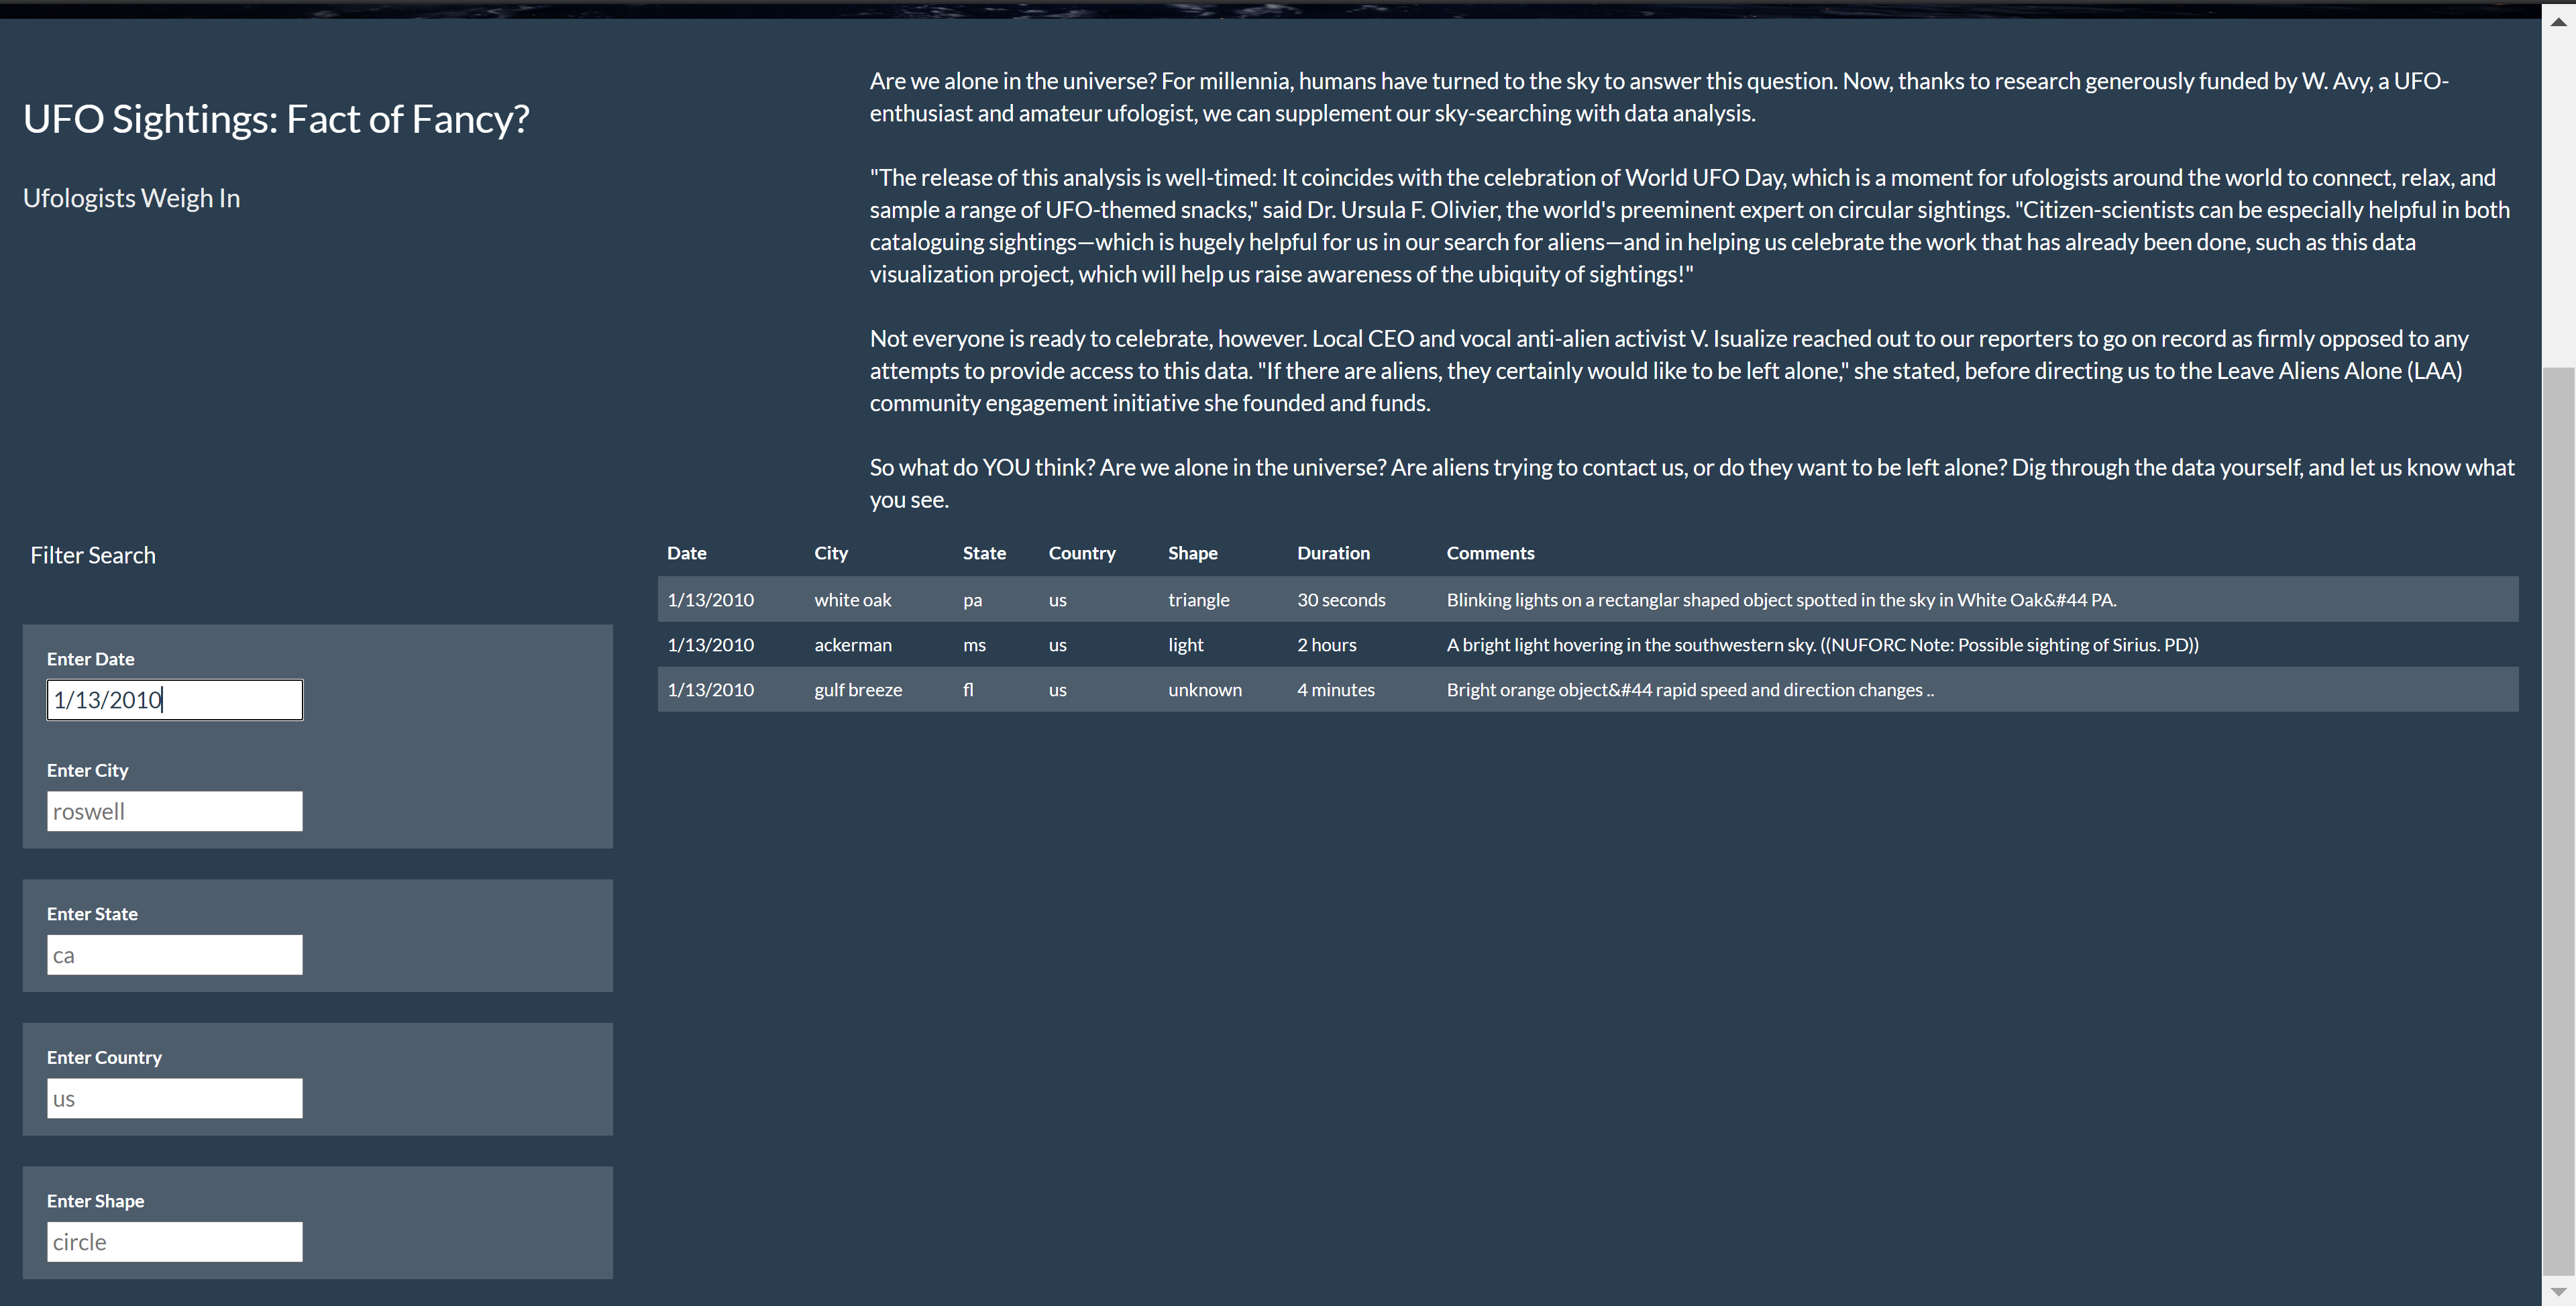 UFO Sightings: Fact of Fancy?
Ufologists Weigh In
Are we alone in the universe? For millennia, humans have turned to the sky to answer this question. Now, thanks to research generously funded by W. Avy, a UFO-
enthusiast and amateur ufologist, we can supplement our sky-searching with data analysis.
"The release of this analysis is well-timed: It coincides with the celebration of World UFO Day, which is a moment for ufologists around the world to connect, relax, and
sample a range of UFO-themed snacks," said Dr. Ursula F. Olivier, the world's preeminent expert on circular sightings. "Citizen-scientists can be especially helpful in both
cataloguing sightings—which is hugely helpful for us in our search for aliens—and in helping us celebrate the work that has already been done, such as this data
visualization project, which will help us raise awareness of the ubiquity of sightings!"
Not everyone is ready to celebrate, however. Local CEO and vocal anti-alien activist V. Isualize reached out to our reporters to go on record as firmly opposed to any
attempts to provide access to this data. "If there are aliens, they certainly would like to be left alone," she stated, before directing us to the Leave Aliens Alone (LAA)
community engagement initiative she founded and funds.
So what do YOU think? Are we alone in the universe? Are aliens trying to contact us, or do they want to be left alone? Dig through the data yourself, and let us know what
you see.
Filter Search
Enter Date
1/13/2010
Enter City
roswell
Enter State
ca
Enter Country
us
Enter Shape
circle
Date City State Country Shape Duration Comments
1/13/2010 white oak pa us triangle 30 seconds Blinking lights on a rectanglar shaped object spotted in the sky in White Oak&#44 PA.
1/13/2010 ackerman ms us light 2 hours A bright light hovering in the southwestern sky. ((NUFORC Note: Possible sighting of Sirius. PD))
1/13/2010 gulf breeze fl us unknown 4 minutes Bright orange object&#44 rapid speed and direction changes ..